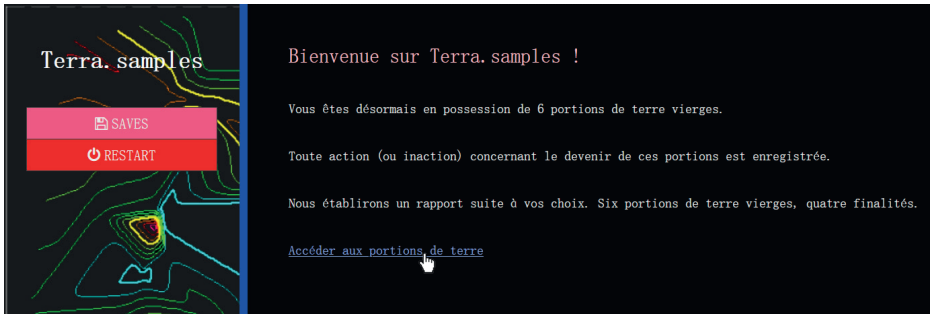 Terra.samples
SAVES
RESTART
Bienvenue sur Terra.samples !
Vous êtes désormais en possession de 6 portions de terre vierges.
Toute action (ou inaction) concernant le devenir de ces portions est enregistrée.
Nous établirons un rapport suite à vos choix. Six portions de terre vierges, quatre finalités.
Accéder aux portions de terre